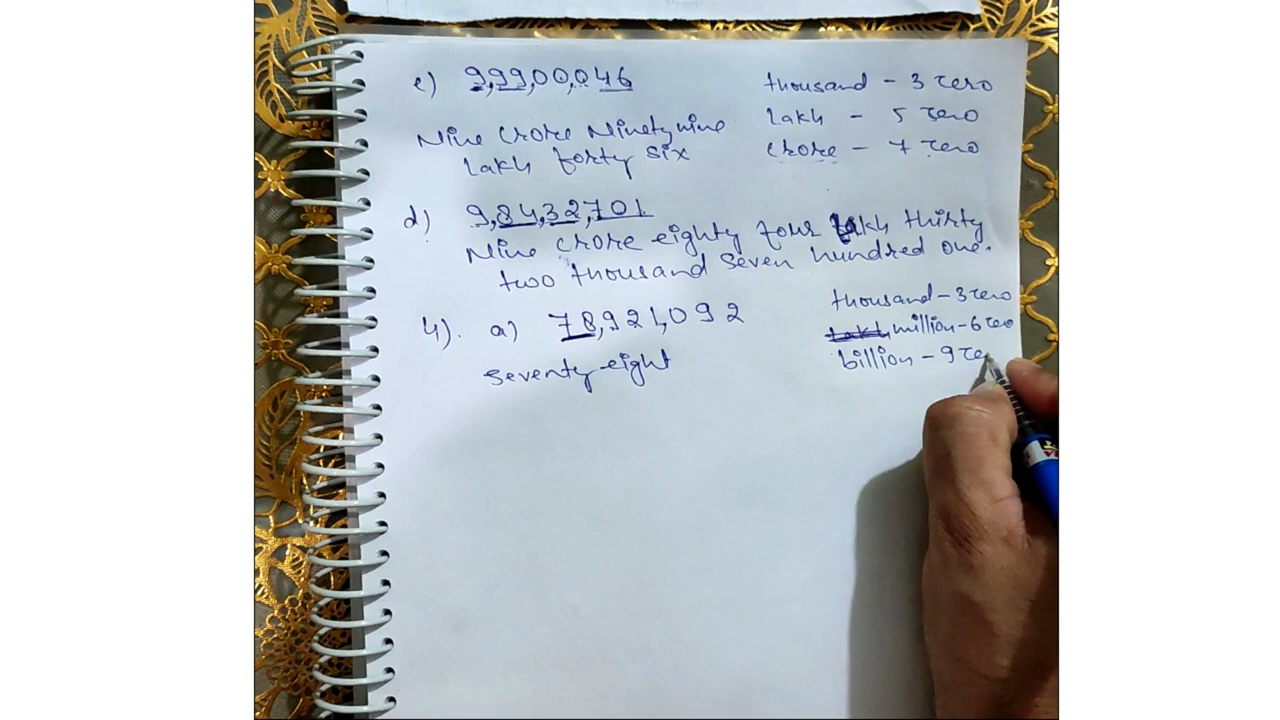 c) 9,99,00,046
Nine Crore Ninety nine
lakh forty six
thousand - 3 zero
lakh - 5 zero
crore - 7 zero
d) 9,84,32,701
Nine crore eighty four lakh thirty
two thousand seven hundred one.
4). a) 78,921,092
seventy-eight
thousand - 3 zero
lakh million - 6 zero
billion - 9 ze